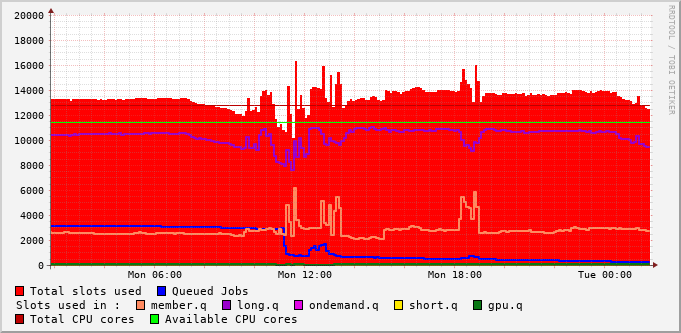 20000
18000
16000
14000
12000
10000
8000
6000
4000
2000
0
Mon 06:00 Mon 12:00 Mon 18:00 Tue 00:00
RRDTOOL / TOBI OETIKER
Total slots used Queued Jobs
Slots used in : member.q long.q ondemand.q short.q gpu.q
Total CPU cores Available CPU cores